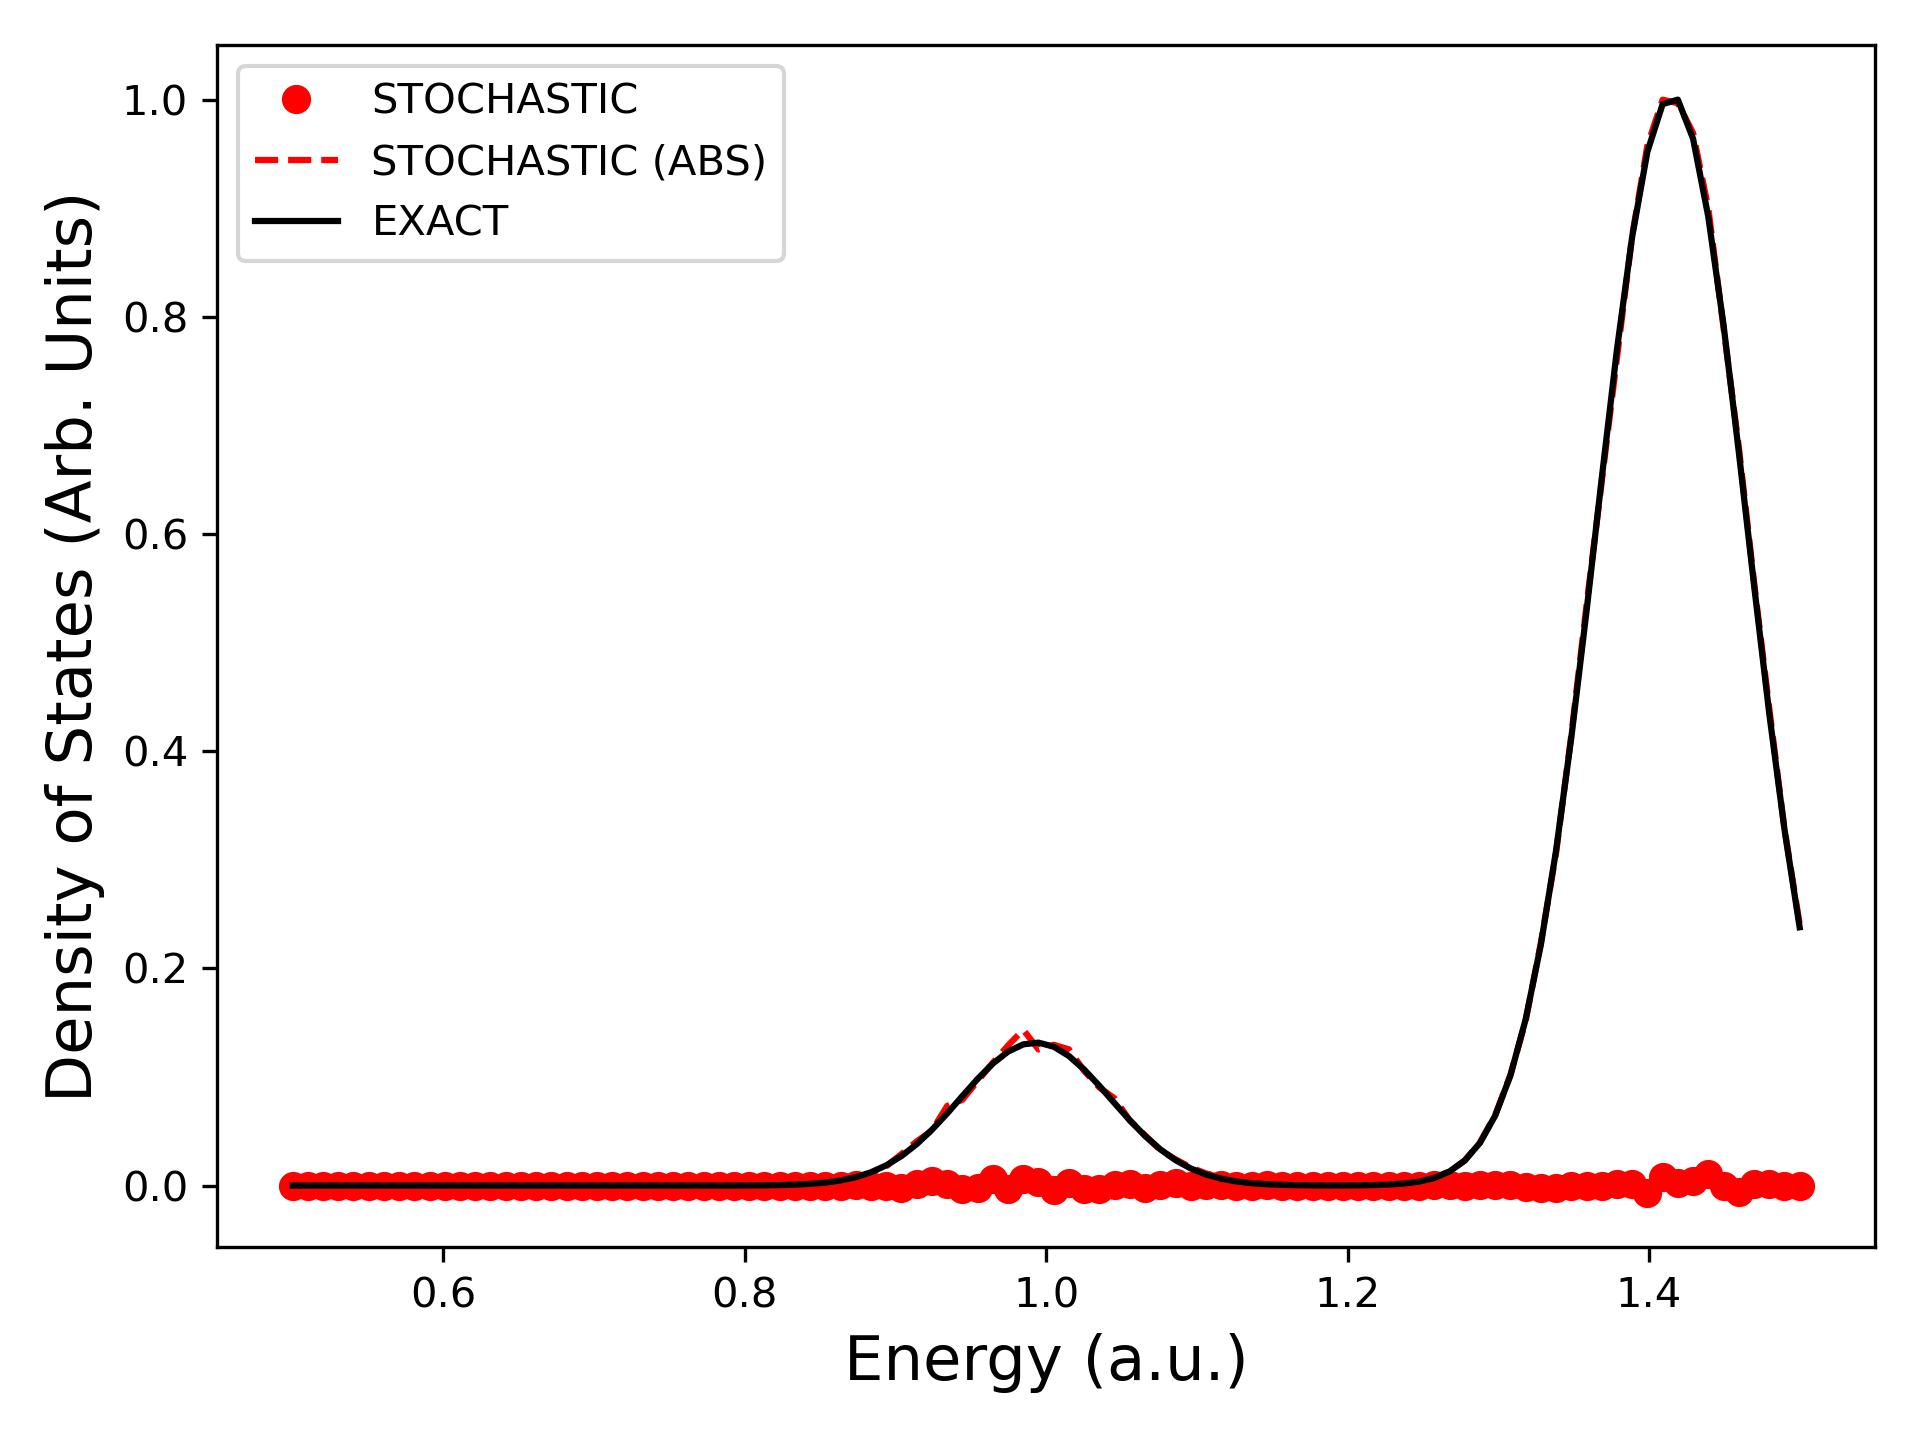 STOCHASTIC
STOCHASTIC (ABS)
EXACT
Density of States (Arb. Units)
1.0
0.8
0.6
0.4
0.2
0.0
0.6 0.8 1.0 1.2 1.4
Energy (a.u.)